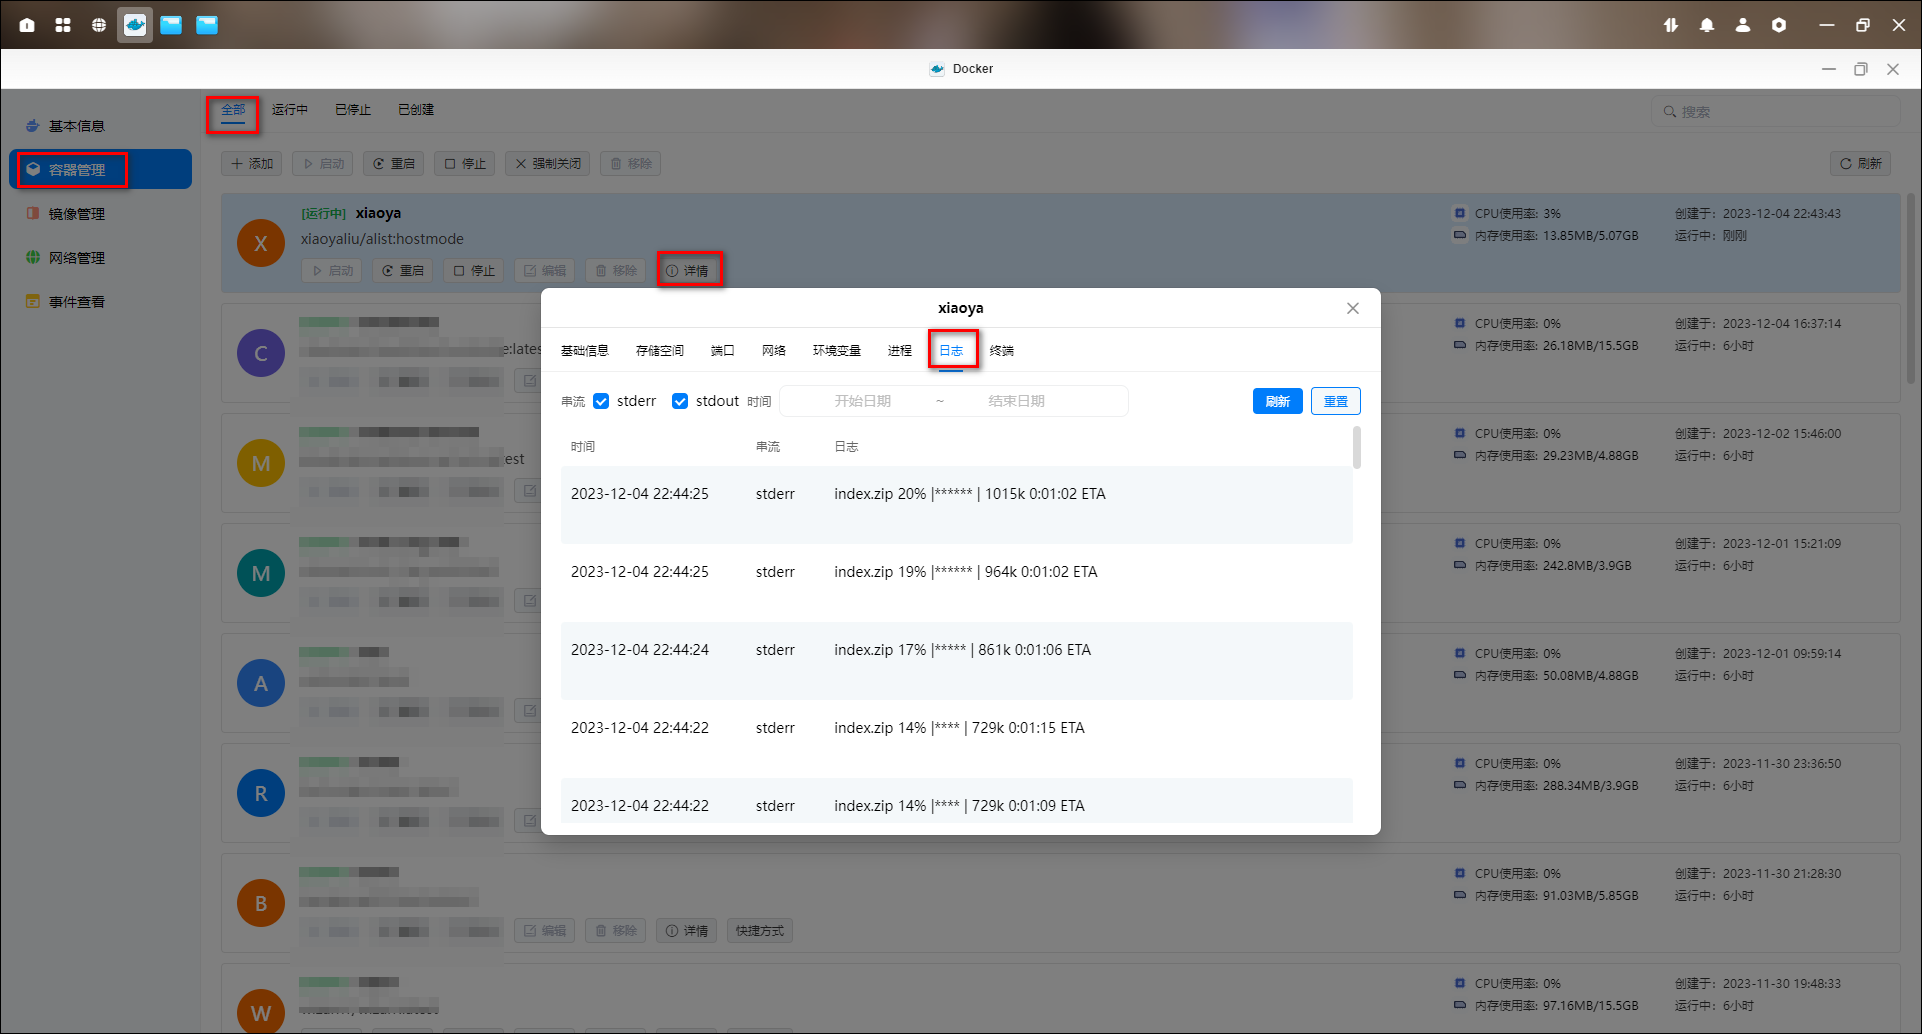 Docker
基本信息
容器管理
镜像管理
网络管理
事件查看
全部 运行中 已停止 已创建
搜索
添加 启动 重启 停止 强制关闭 移除 刷新
X
[运行中] xiaoya
xiaoyaliu/alist:hostmode
启动 重启 停止 编辑 移除 详情
CPU使用率: 3% 创建于: 2023-12-04 22:43:43
内存使用率: 13.85MB/5.07GB 运行中: 刚刚
C
CPU使用率: 0% 创建于: 2023-12-04 16:37:14
内存使用率: 26.18MB/15.5GB 运行中: 6小时
M
CPU使用率: 0% 创建于: 2023-12-02 15:46:00
内存使用率: 29.23MB/4.88GB 运行中: 6小时
M
CPU使用率: 0% 创建于: 2023-12-01 15:21:09
内存使用率: 242.8MB/3.9GB 运行中: 6小时
A
CPU使用率: 0% 创建于: 2023-12-01 09:59:14
内存使用率: 50.08MB/4.88GB 运行中: 6小时
R
CPU使用率: 0% 创建于: 2023-11-30 23:36:50
内存使用率: 288.34MB/3.9GB 运行中: 6小时
B
编辑 移除 详情 快捷方式
CPU使用率: 0% 创建于: 2023-11-30 21:28:30
内存使用率: 91.03MB/5.85GB 运行中: 6小时
W
CPU使用率: 0% 创建于: 2023-11-30 19:48:33
内存使用率: 97.16MB/15.5GB 运行中: 6小时
xiaoya
基础信息 存储空间 端口 网络 环境变量 进程 日志 终端
串流 stderr stdout 时间 开始日期 ~ 结束日期 刷新 重置
时间 串流 日志
2023-12-04 22:44:25 stderr index.zip 20% |****** | 1015k 0:01:02 ETA
2023-12-04 22:44:25 stderr index.zip 19% |****** | 964k 0:01:02 ETA
2023-12-04 22:44:24 stderr index.zip 17% |***** | 861k 0:01:06 ETA
2023-12-04 22:44:22 stderr index.zip 14% |**** | 729k 0:01:15 ETA
2023-12-04 22:44:22 stderr index.zip 14% |**** | 729k 0:01:09 ETA